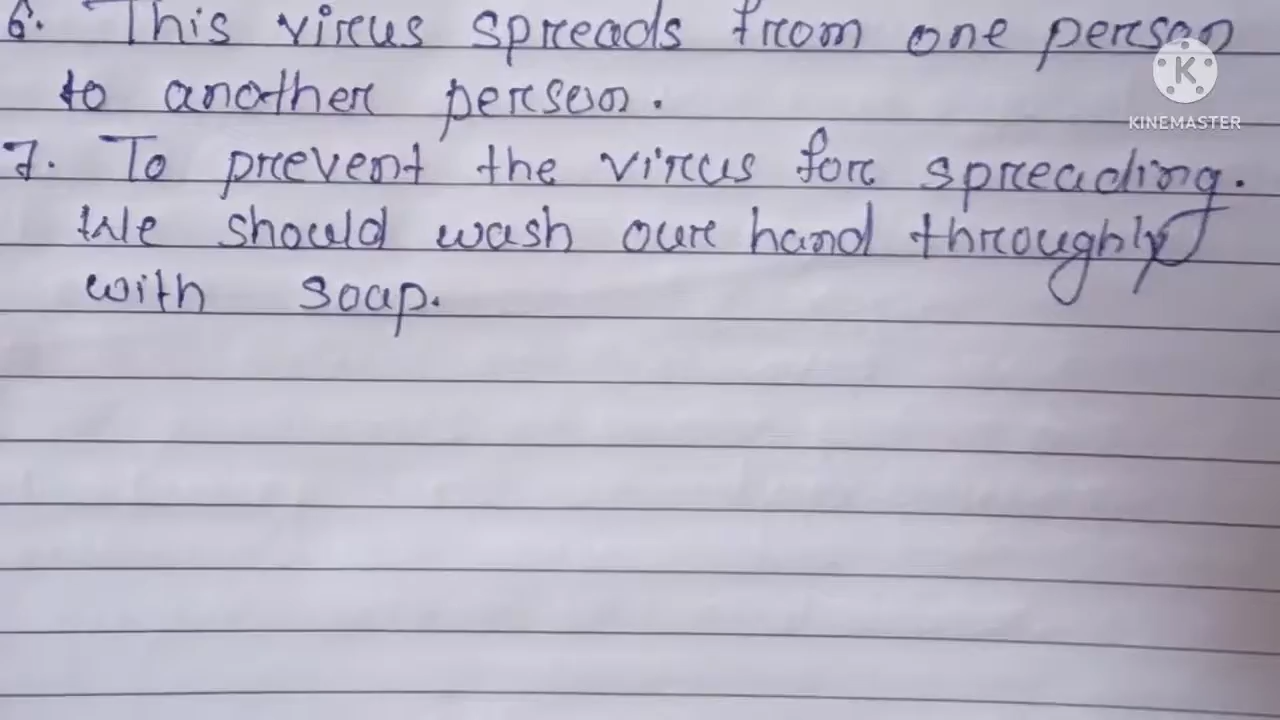 6. This virus spreads from one person
to another person.
7. To prevent the virus for spreading.
We should wash our hand throughly
with soap.
KINEMASTER